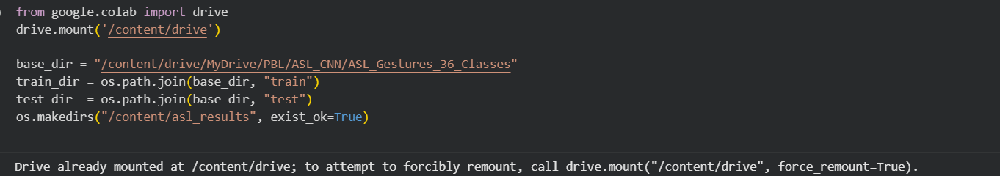 from google.colab import drive
drive.mount('/content/drive')
base_dir = "/content/drive/MyDrive/PBL/ASL_CNN/ASL_Gestures_36_Classes"
train_dir = os.path.join(base_dir, "train")
test_dir  = os.path.join(base_dir, "test")
os.makedirs("/content/asl_results", exist_ok=True)
Drive already mounted at /content/drive; to attempt to forcibly remount, call drive.mount("/content/drive", force_remount=True).